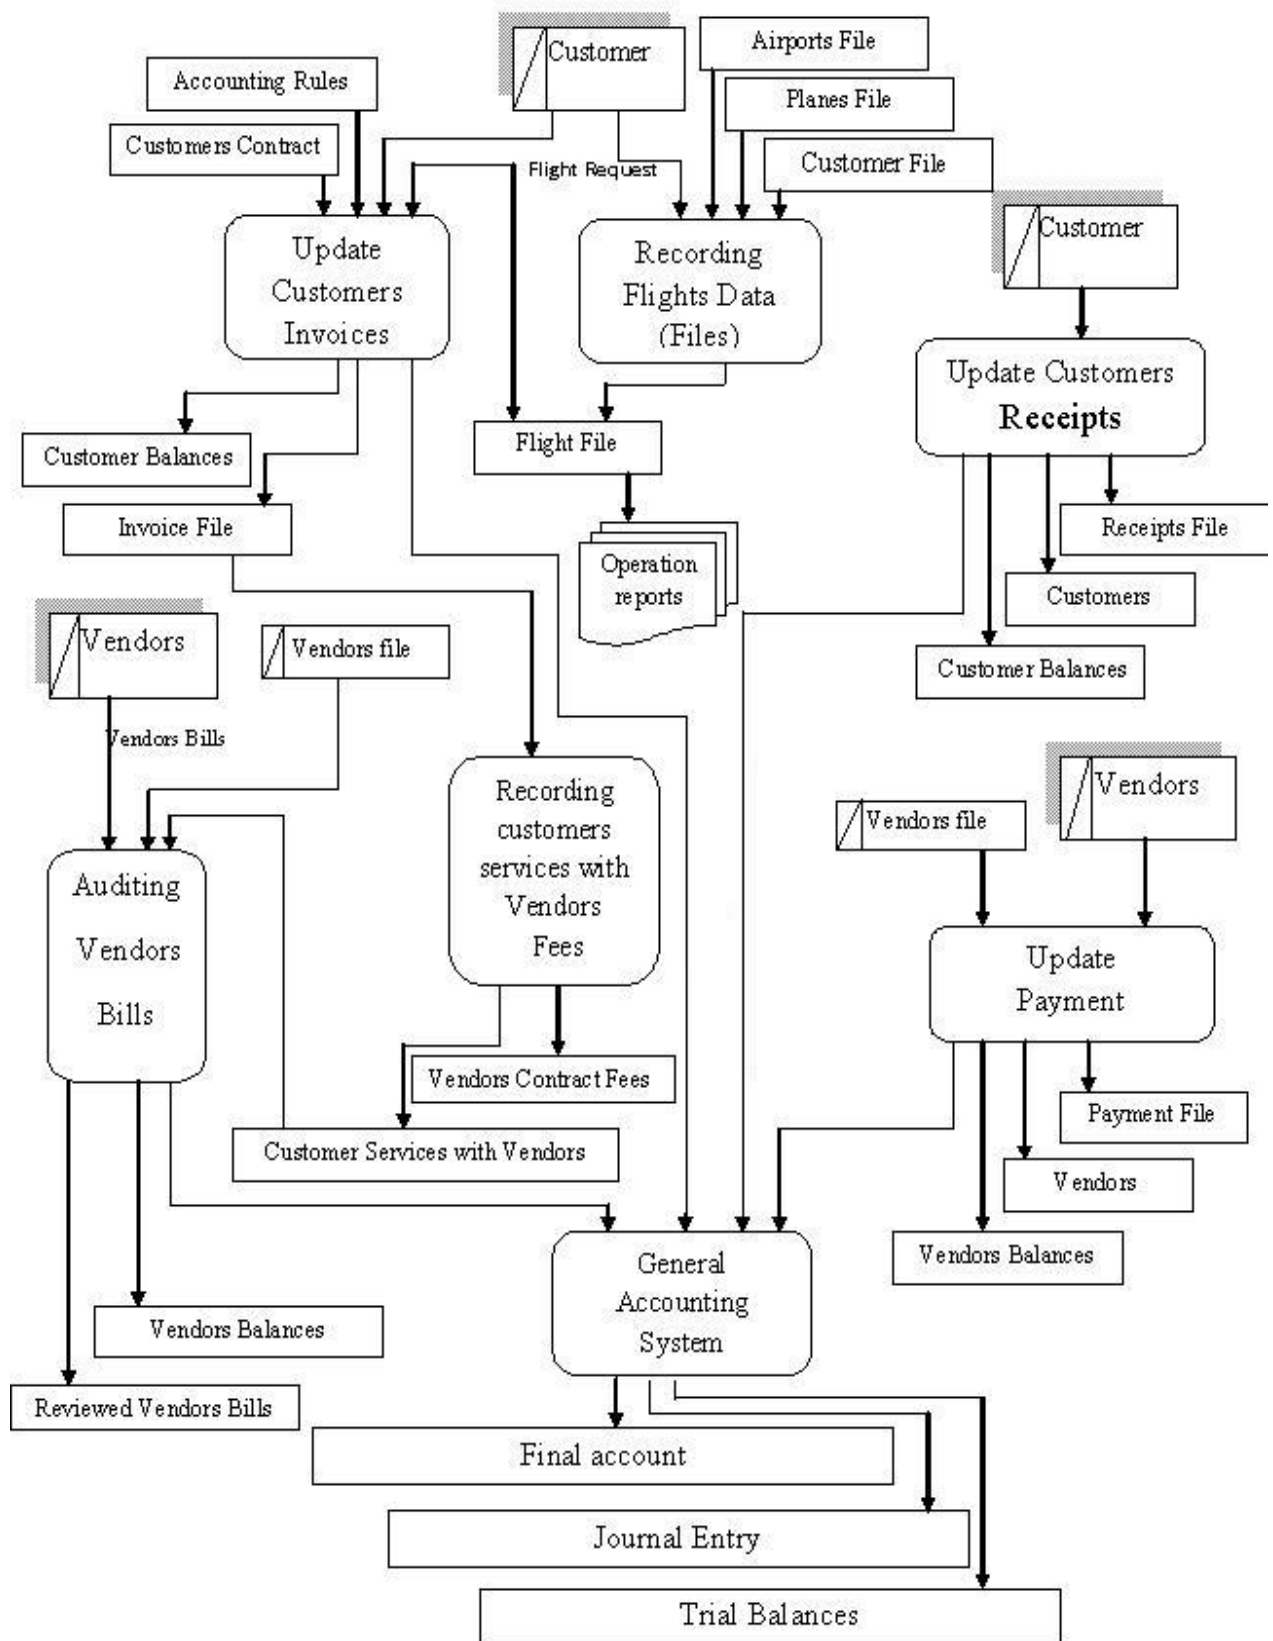 Customer
Airports File
Accounting Rules
Planes File
Customers Contract
Customer File
Flight Request
Customer
Update
Customers
Invoices
Recording
Flights Data
(Files)
Update Customers
Receipts
Customer Balances
Flight File
Invoice File
Receipts File
Operation
reports
Customers
Vendors
Vendors file
Customer Balances
Vendors Bills
Recording
customers
services with
Vendors
Fees
Vendors file
Vendors
Auditing
Vendors
Bills
Update
Payment
Vendors Contract Fees
Payment File
Customer Services with Vendors
Vendors
Vendors Balances
General
Accounting
System
Vendors Balances
Reviewed Vendors Bills
Final account
Journal Entry
Trial Balances